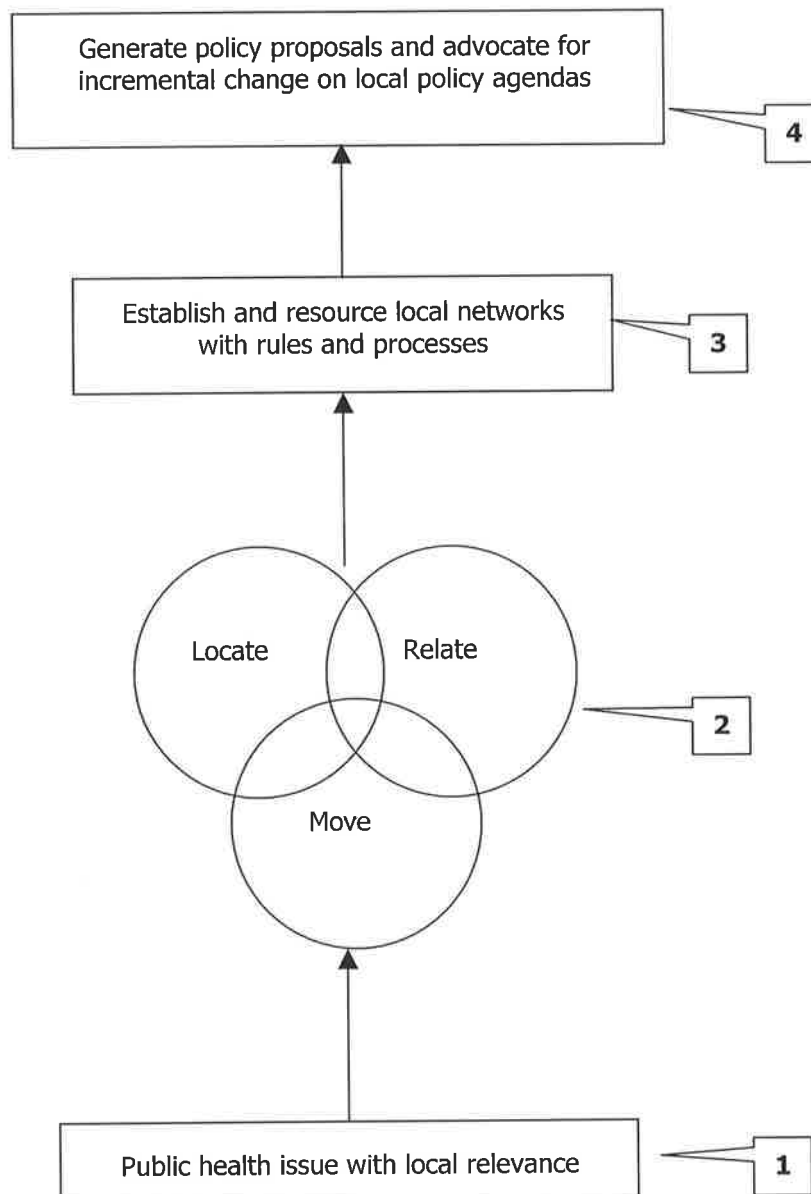 Generate policy proposals and advocate for
incremental change on local policy agendas
4
Establish and resource local networks
with rules and processes
3
Locate
Relate
2
Move
Public health issue with local relevance
1